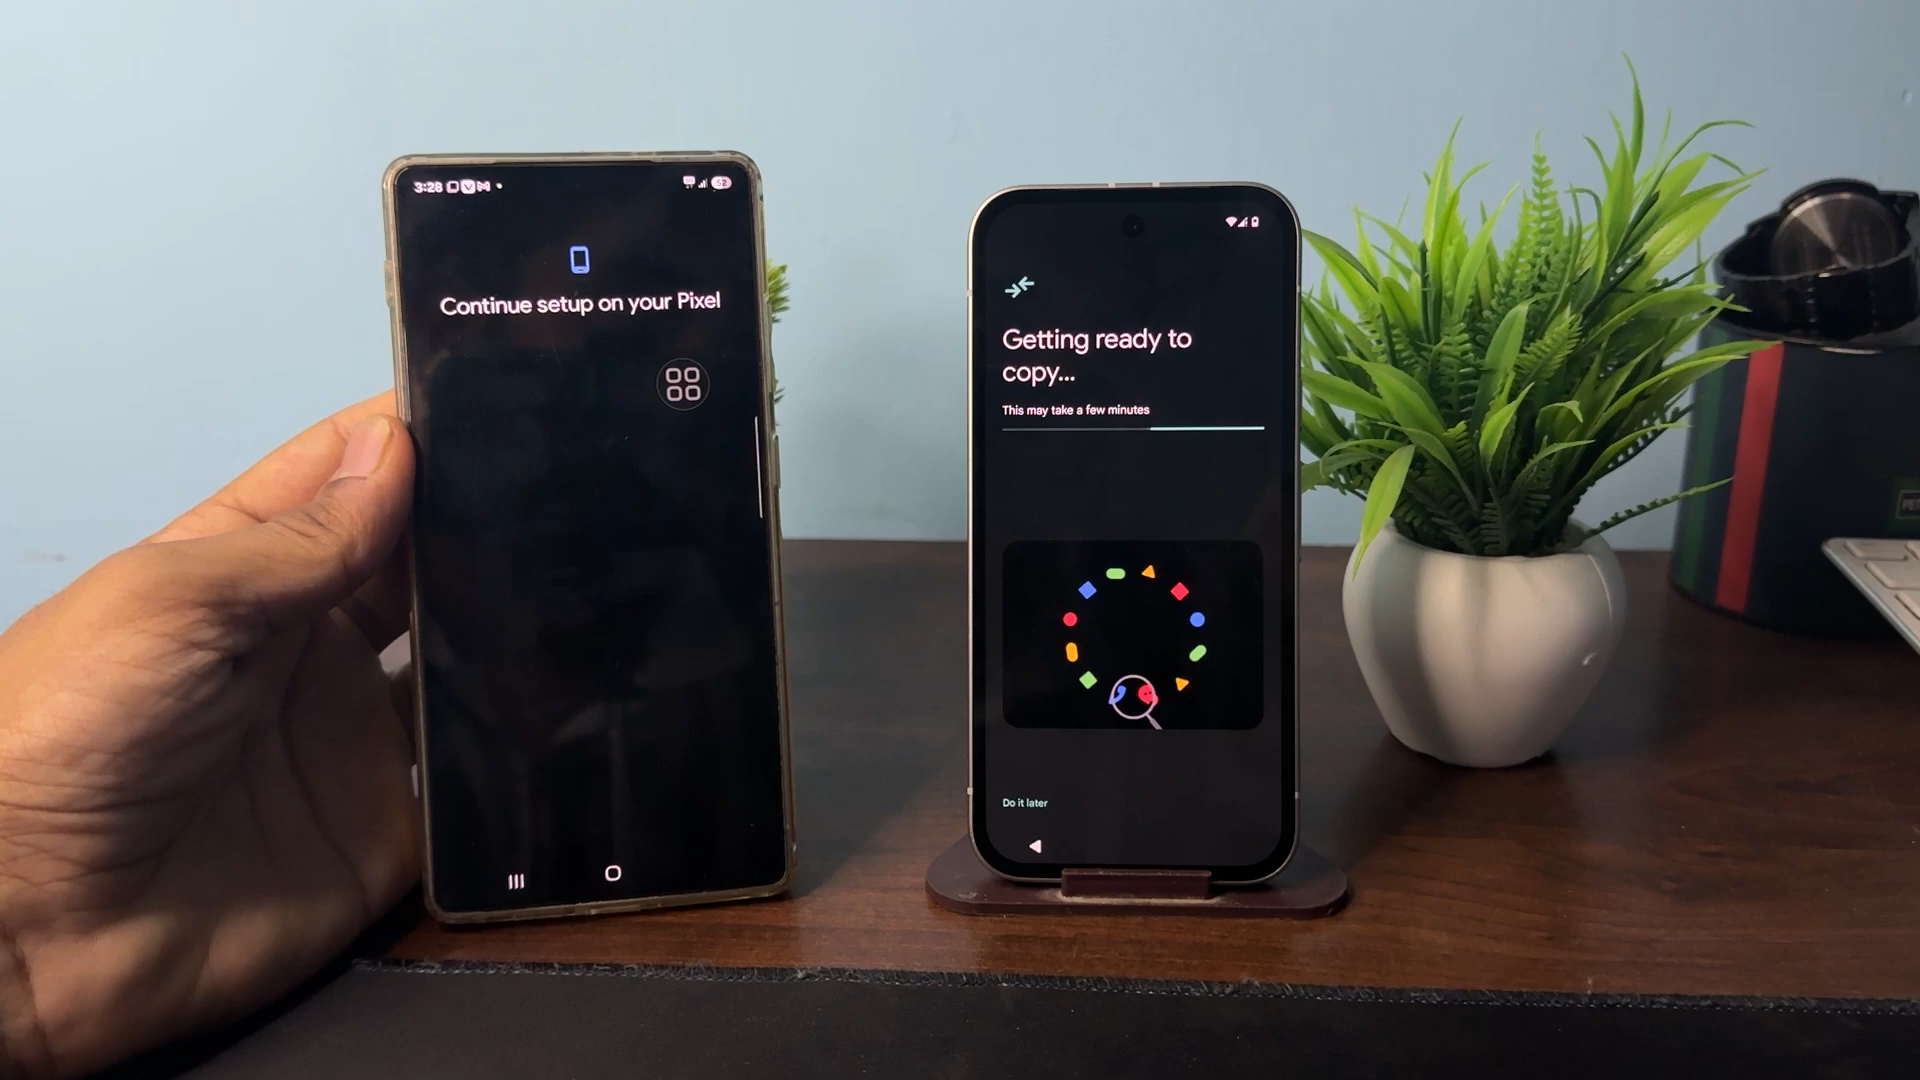 3:28
52
Continue setup on your Pixel
Getting ready to
copy...
This may take a few minutes
Do it later